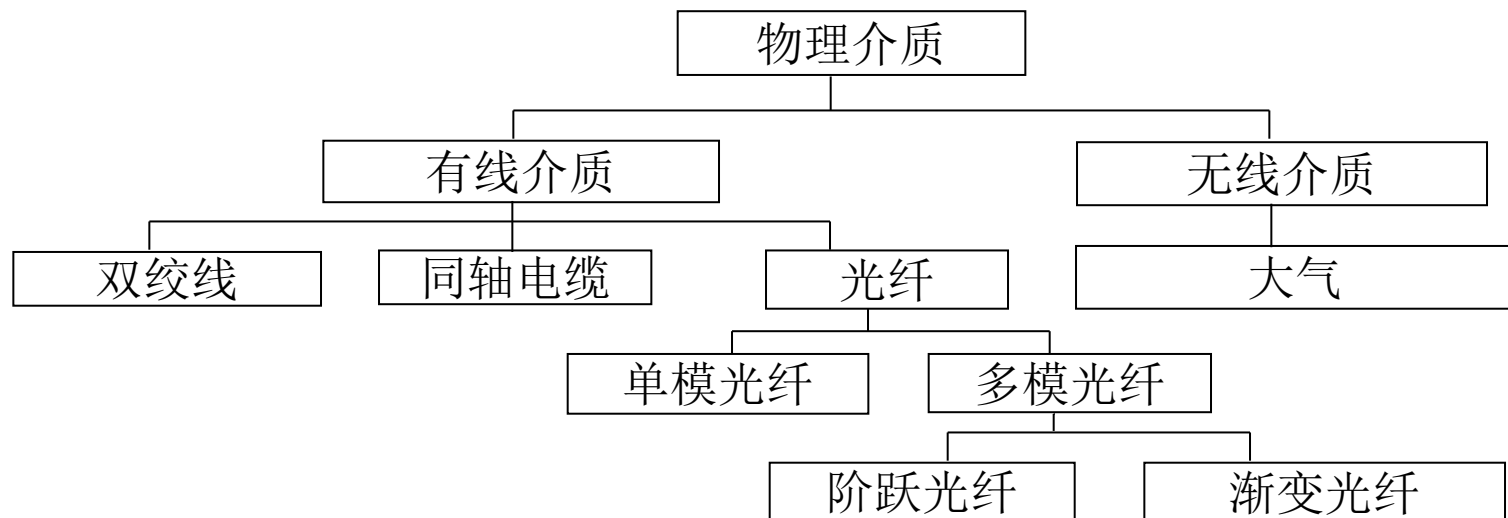 物理介质
有线介质
无线介质
双绞线
同轴电缆
光纤
大气
单模光纤
多模光纤
阶跃光纤
渐变光纤